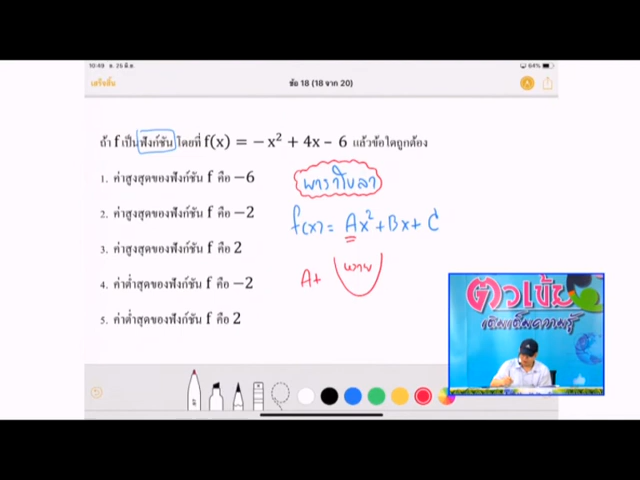 10:49 อ. 25 มี.ค.
64%
เสร็จสิ้น
ข้อ 18 (18 จาก 20)
ถ้า f เป็นฟังก์ชัน โดยที่ f(x) = − x² + 4x − 6 แล้วข้อใดถูกต้อง
1. ค่าสูงสุดของฟังก์ชัน f คือ −6
2. ค่าสูงสุดของฟังก์ชัน f คือ −2
3. ค่าสูงสุดของฟังก์ชัน f คือ 2
4. ค่าต่ำสุดของฟังก์ชัน f คือ −2
5. ค่าต่ำสุดของฟังก์ชัน f คือ 2
พาราโบลา
f(x) = Ax² + Bx + C
A+
หงาย
ติวเข้ม
เติมเต็มความรู้